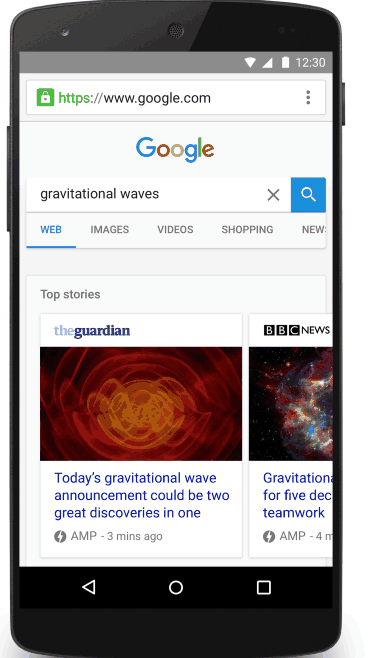 12:30
https://www.google.com
Google
gravitational waves
WEB IMAGES VIDEOS SHOPPING NEWS
Top stories
theguardian
Today's gravitational wave
announcement could be two
great discoveries in one
AMP - 3 mins ago
BBC NEWS
Gravitationa
for five dec
teamwork
AMP - 4 m